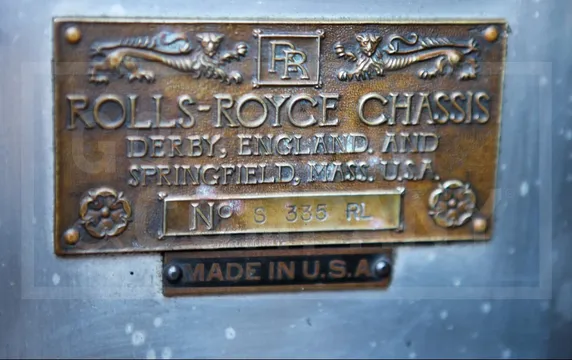 RR
ROLLS-ROYCE CHASSIS
DERBY, ENGLAND, AND
SPRINGFIELD, MASS, U.S.A.
No S 335 RL
MADE IN U.S.A